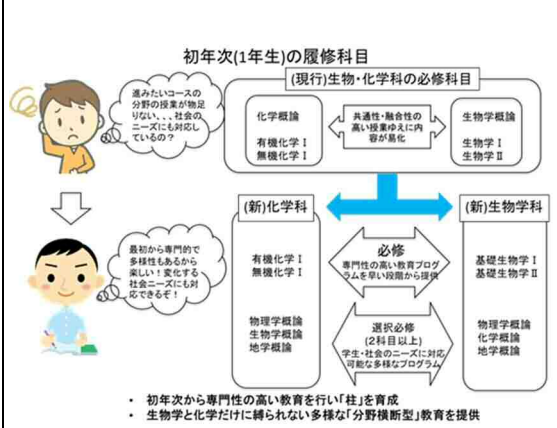 初年次(1年生)の履修科目
進みたいコースの
分野の授業が物足
りない、、、社会の
ニーズにも対応し
ているの？
(現行)生物・化学科の必修科目
化学概論
有機化学Ⅰ
無機化学Ⅰ
共通性・融合性の
高い授業ゆえに内
容が易化
生物学概論
生物学Ⅰ
生物学Ⅱ
(新)化学科
(新)生物学科
最初から専門的で
多様性もあるから
楽しい！変化する
社会ニーズにも対
応できるぞ！
有機化学Ⅰ
無機化学Ⅰ
物理学概論
生物学概論
地学概論
必修
専門性の高い教育プログ
ラムを早い段階から提供
選択必修
(2科目以上)
学生・社会のニーズに対応
可能な多様なプログラム
基礎生物学Ⅰ
基礎生物学Ⅱ
物理学概論
化学概論
地学概論
・ 初年次から専門性の高い教育を行い「柱」を育成
・ 生物学と化学だけに縛られない多様な「分野横断型」教育を提供